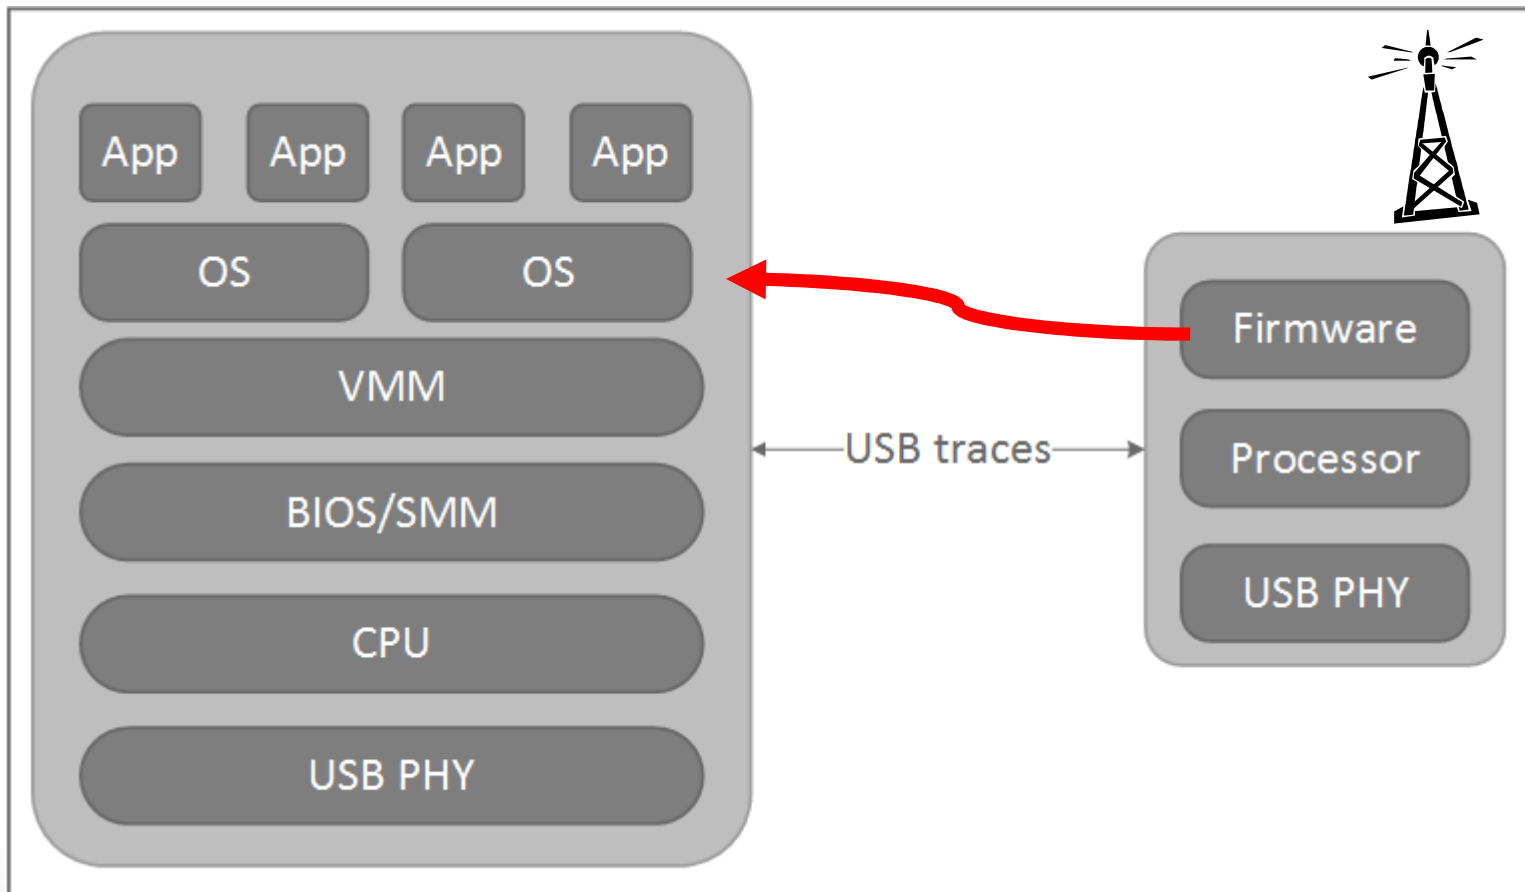 App App App App
OS OS
Firmware
VMM
USB traces
Processor
BIOS/SMM
USB PHY
CPU
USB PHY